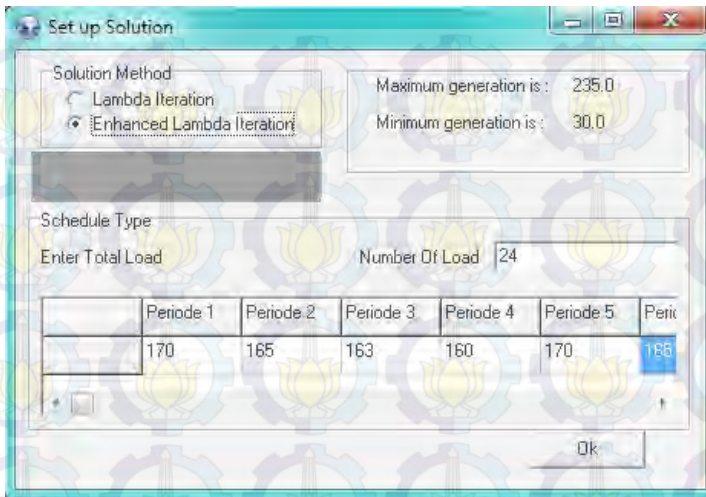 Set up Solution
Solution Method
Lambda Iteration
Enhanced Lambda Iteration
Maximum generation is : 235.0
Minimum generation is : 30.0
Schedule Type
Enter Total Load
Number Of Load 24
Periode 1 Periode 2 Periode 3 Periode 4 Periode 5
170 165 163 160 170
Ok